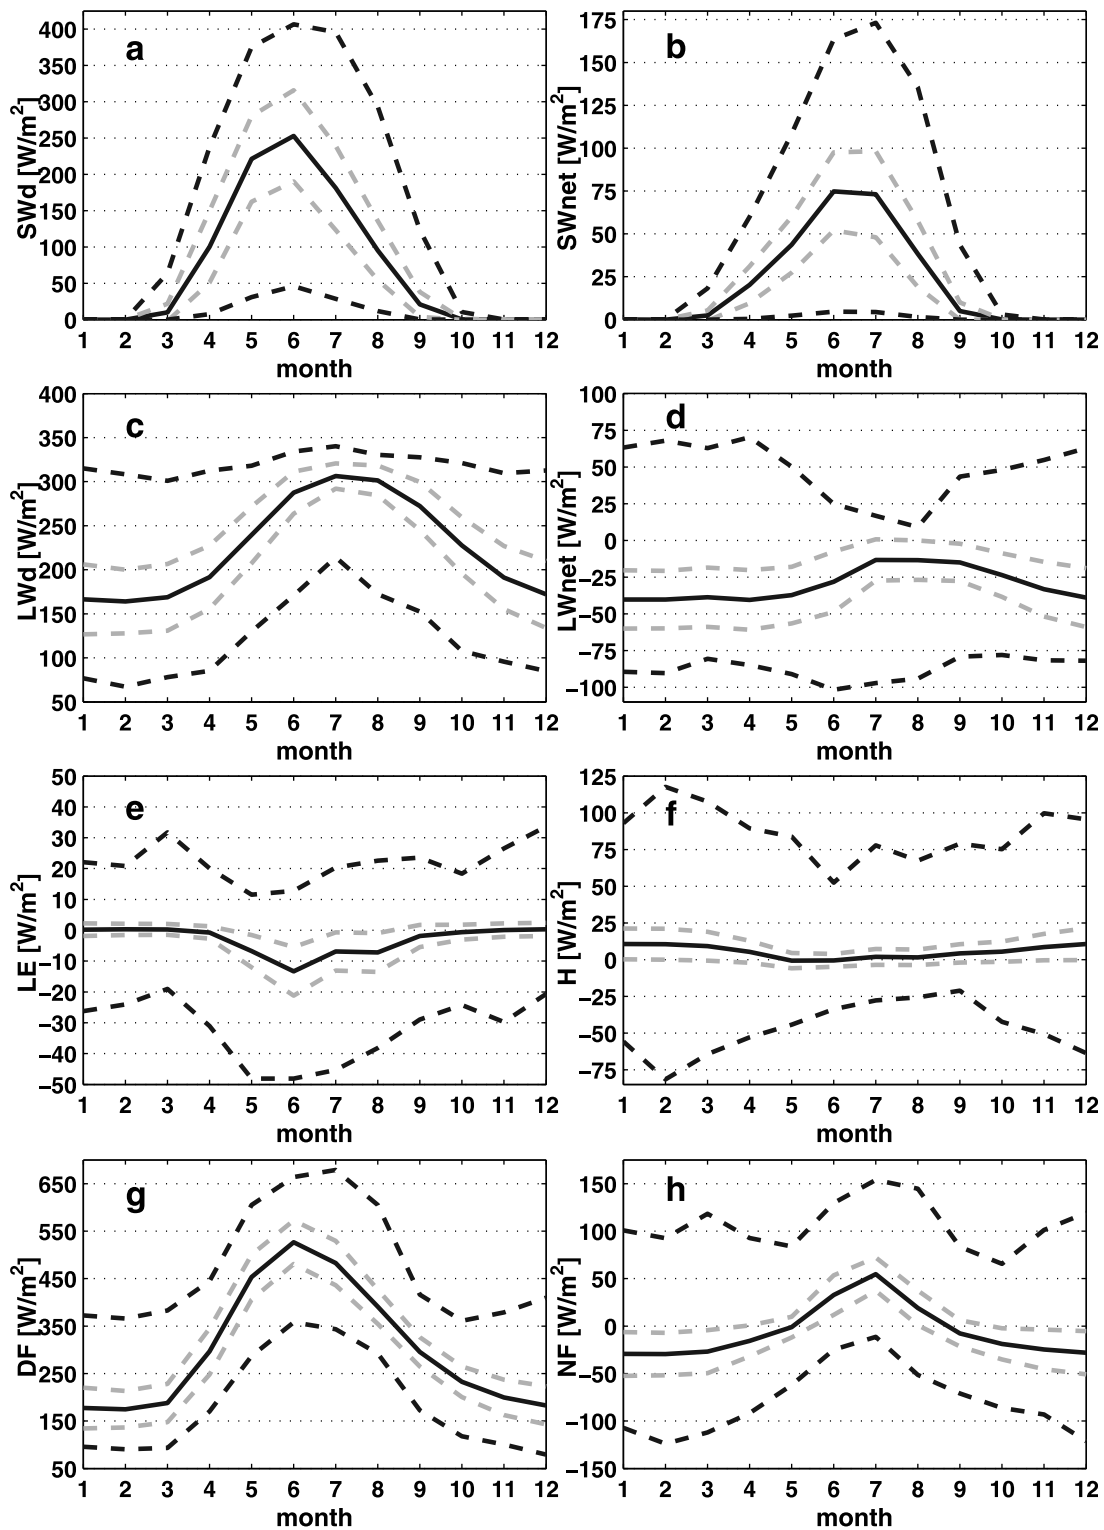 a
SWd [W/m²]
400
350
300
250
200
150
100
50
0
1 2 3 4 5 6 7 8 9 10 11 12
month
b
SWnet [W/m²]
175
150
125
100
75
50
25
0
1 2 3 4 5 6 7 8 9 10 11 12
month
c
LWd [W/m²]
400
350
300
250
200
150
100
50
1 2 3 4 5 6 7 8 9 10 11 12
month
d
LWnet [W/m²]
100
75
50
25
0
−25
−50
−75
−100
1 2 3 4 5 6 7 8 9 10 11 12
month
e
LE [W/m²]
50
40
30
20
10
0
−10
−20
−30
−40
−50
1 2 3 4 5 6 7 8 9 10 11 12
month
f
H [W/m²]
125
100
75
50
25
0
−25
−50
−75
1 2 3 4 5 6 7 8 9 10 11 12
month
g
DF [W/m²]
650
550
450
350
250
150
50
1 2 3 4 5 6 7 8 9 10 11 12
month
h
NF [W/m²]
150
100
50
0
−50
−100
−150
1 2 3 4 5 6 7 8 9 10 11 12
month